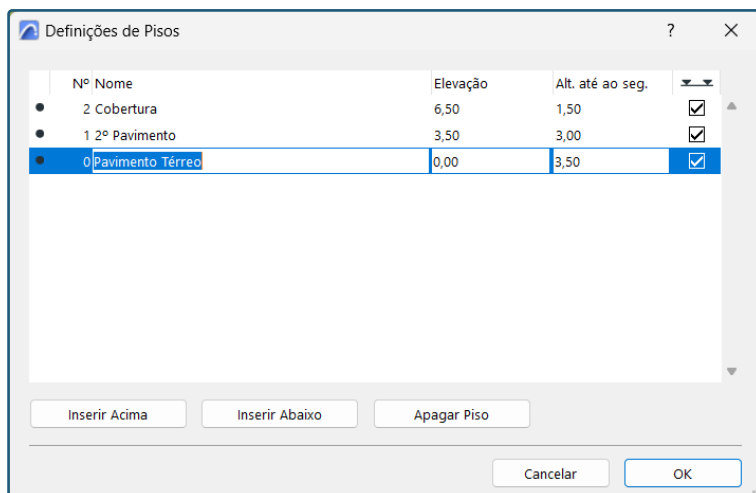 Definições de Pisos ?
Nº Nome Elevação Alt. até ao seg.
2 Cobertura 6,50 1,50
1 2º Pavimento 3,50 3,00
0 Pavimento Térreo 0,00 3,50
Inserir Acima Inserir Abaixo Apagar Piso
Cancelar OK